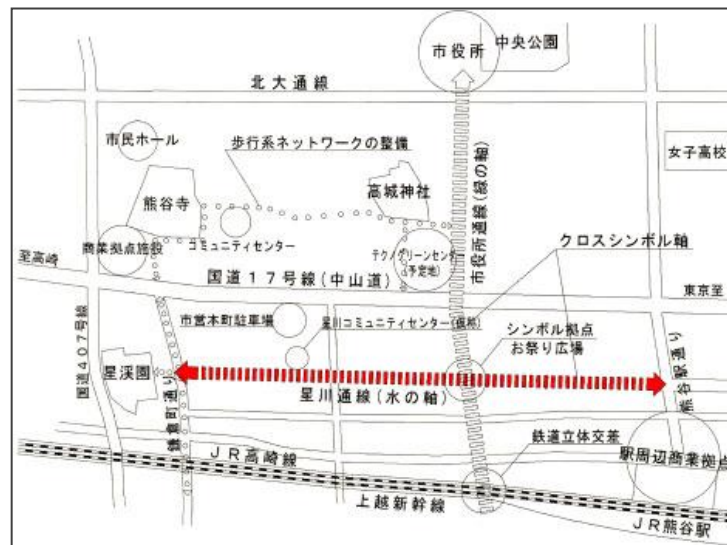 市役所
中央公園
北大通線
市民ホール
歩行系ネットワークの整備
女子高校
高城神社
熊谷寺
市役所通線(緑の軸)
コミュニティセンター
商業拠点施設
テクノグリーンセンター
(予定地)
クロスシンボル軸
至高崎
国道17号線(中山道)
東京至
国道407号線
市営本町駐車場
星川コミュニティセンター(仮称)
シンボル拠点
お祭り広場
星溪園
鎌倉町通り
星川通線(水の軸)
熊谷駅通り
鉄道立体交差
駅周辺商業拠点
JR高崎線
上越新幹線
JR熊谷駅